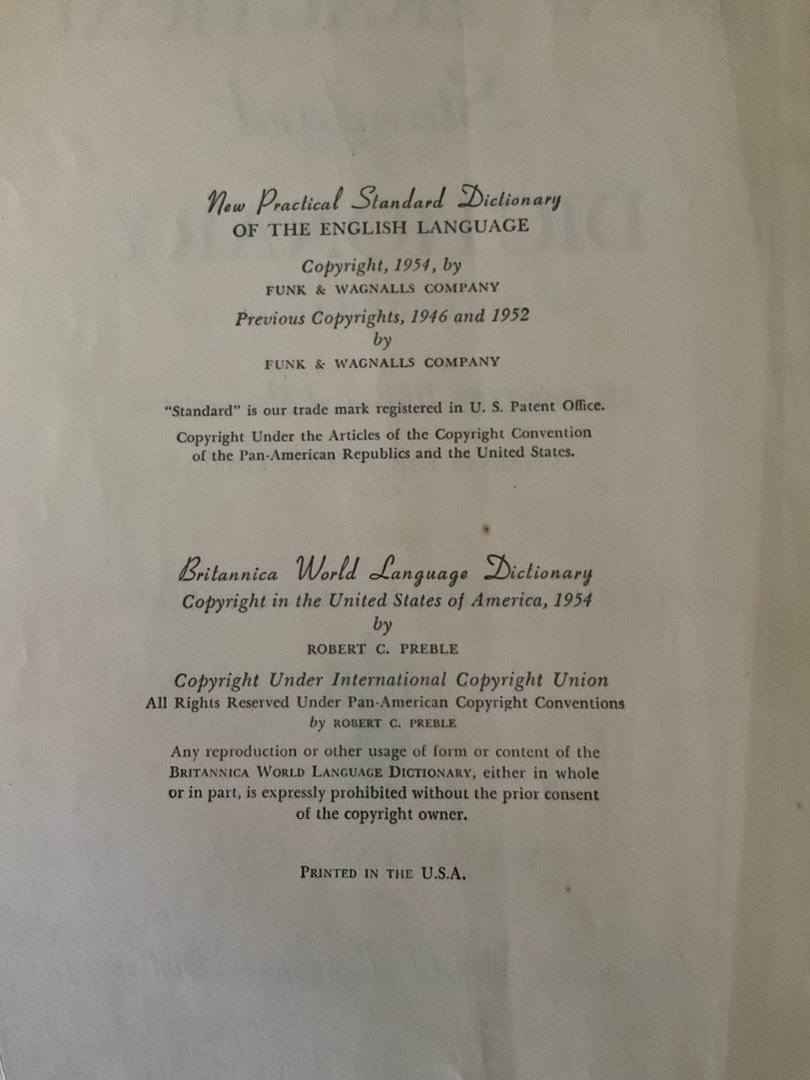 New Practical Standard Dictionary
OF THE ENGLISH LANGUAGE
Copyright, 1954, by
FUNK & WAGNALLS COMPANY
Previous Copyrights, 1946 and 1952
by
FUNK & WAGNALLS COMPANY
"Standard" is our trade mark registered in U. S. Patent Office.
Copyright Under the Articles of the Copyright Convention
of the Pan-American Republics and the United States.
Britannica World Language Dictionary
Copyright in the United States of America, 1954
by
ROBERT C. PREBLE
Copyright Under International Copyright Union
All Rights Reserved Under Pan-American Copyright Conventions
by ROBERT C. PREBLE
Any reproduction or other usage of form or content of the
BRITANNICA WORLD LANGUAGE DICTIONARY, either in whole
or in part, is expressly prohibited without the prior consent
of the copyright owner.
PRINTED IN THE U.S.A.